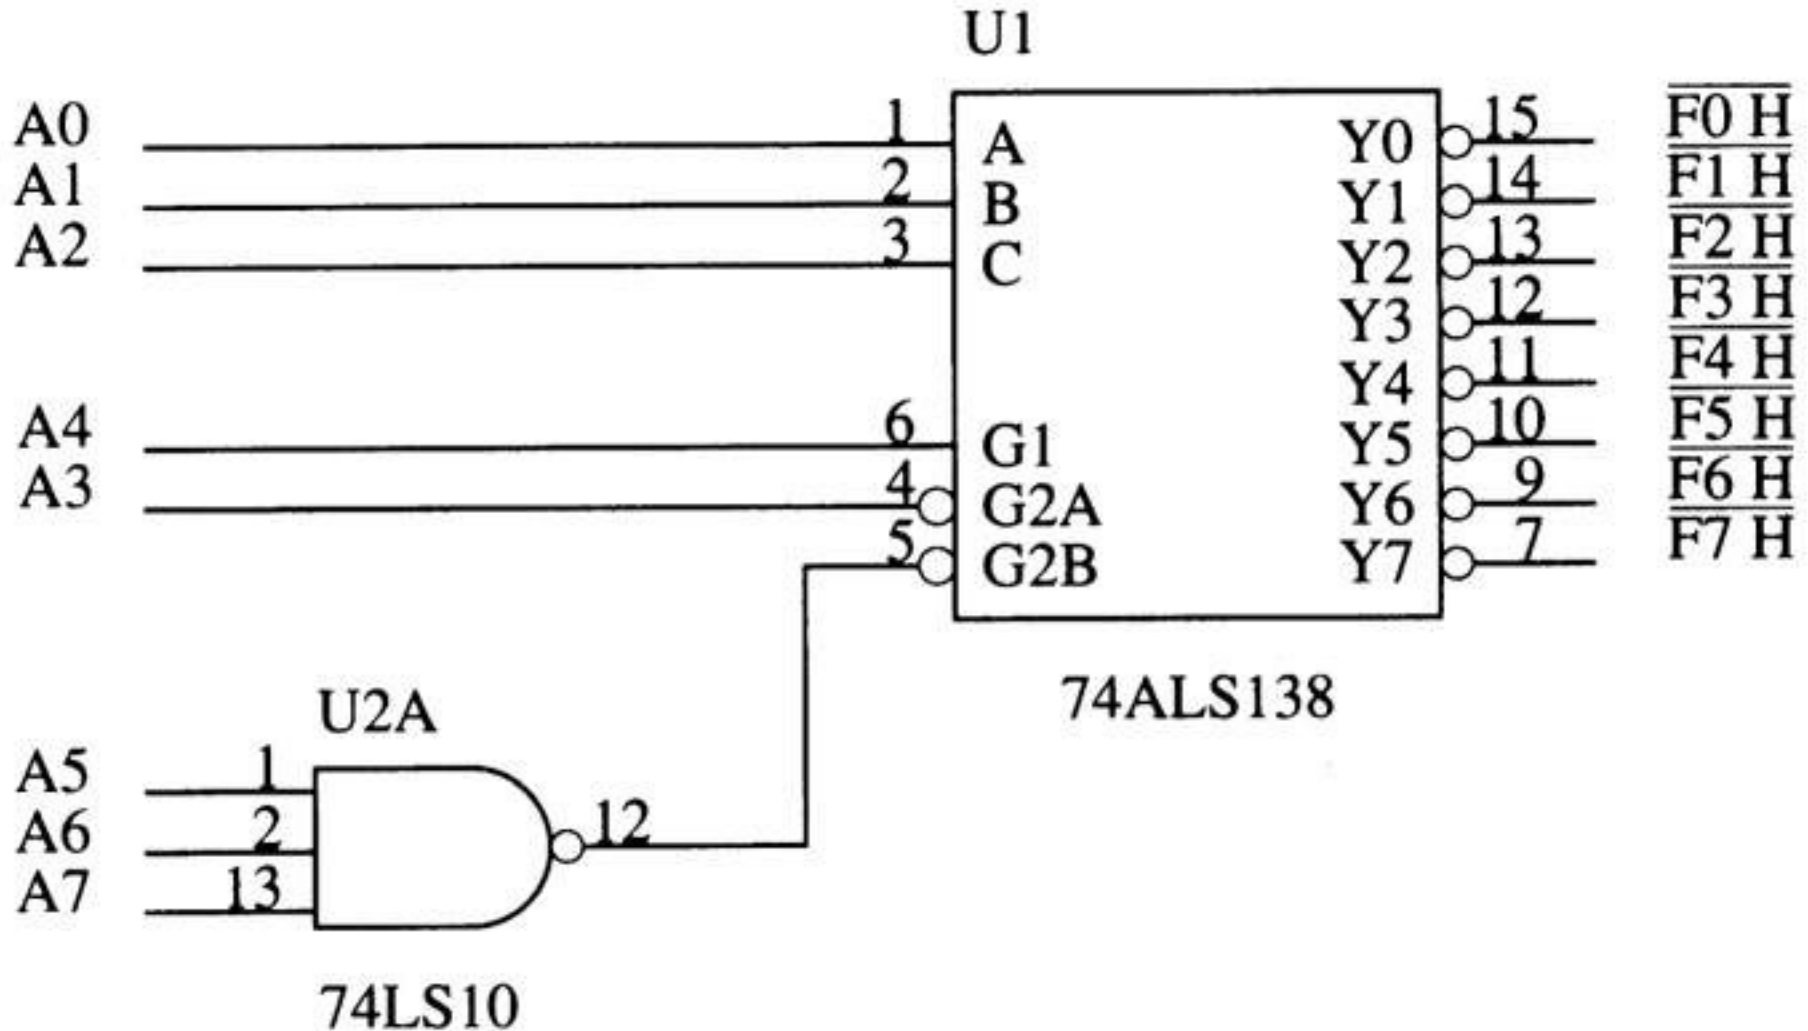 U1
A0 1 A Y0 15 F0 H
A1 2 B Y1 14 F1 H
A2 3 C Y2 13 F2 H
Y3 12 F3 H
Y4 11 F4 H
A4 6 G1 Y5 10 F5 H
A3 4 G2A Y6 9 F6 H
5 G2B Y7 7 F7 H
74ALS138
U2A
A5 1
A6 2 12
A7 13
74LS10